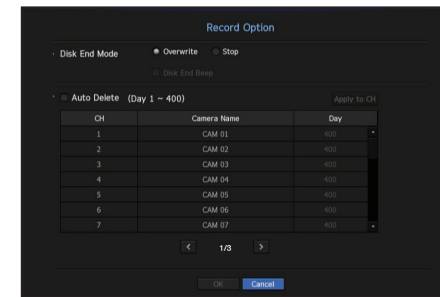 Record Option
Disk End Mode Overwrite Stop
Disk End Beep
Auto Delete (Day 1 ~ 400) Apply to CH
CH Camera Name Day
1 CAM 01 400
2 CAM 02 400
3 CAM 03 400
4 CAM 04 400
5 CAM 05 400
6 CAM 06 400
7 CAM 07 400
< 1/3 >
OK Cancel